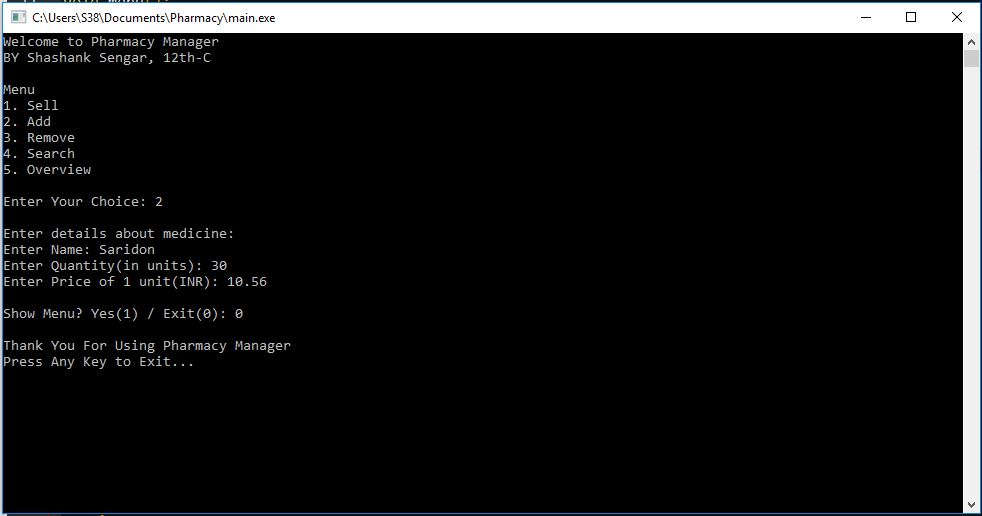 C:\Users\S38\Documents\Pharmacy\main.exe
Welcome to Pharmacy Manager
BY Shashank Sengar, 12th-C
Menu
1. Sell
2. Add
3. Remove
4. Search
5. Overview
Enter Your Choice: 2
Enter details about medicine:
Enter Name: Saridon
Enter Quantity(in units): 30
Enter Price of 1 unit(INR): 10.56
Show Menu? Yes(1) / Exit(0): 0
Thank You For Using Pharmacy Manager
Press Any Key to Exit...